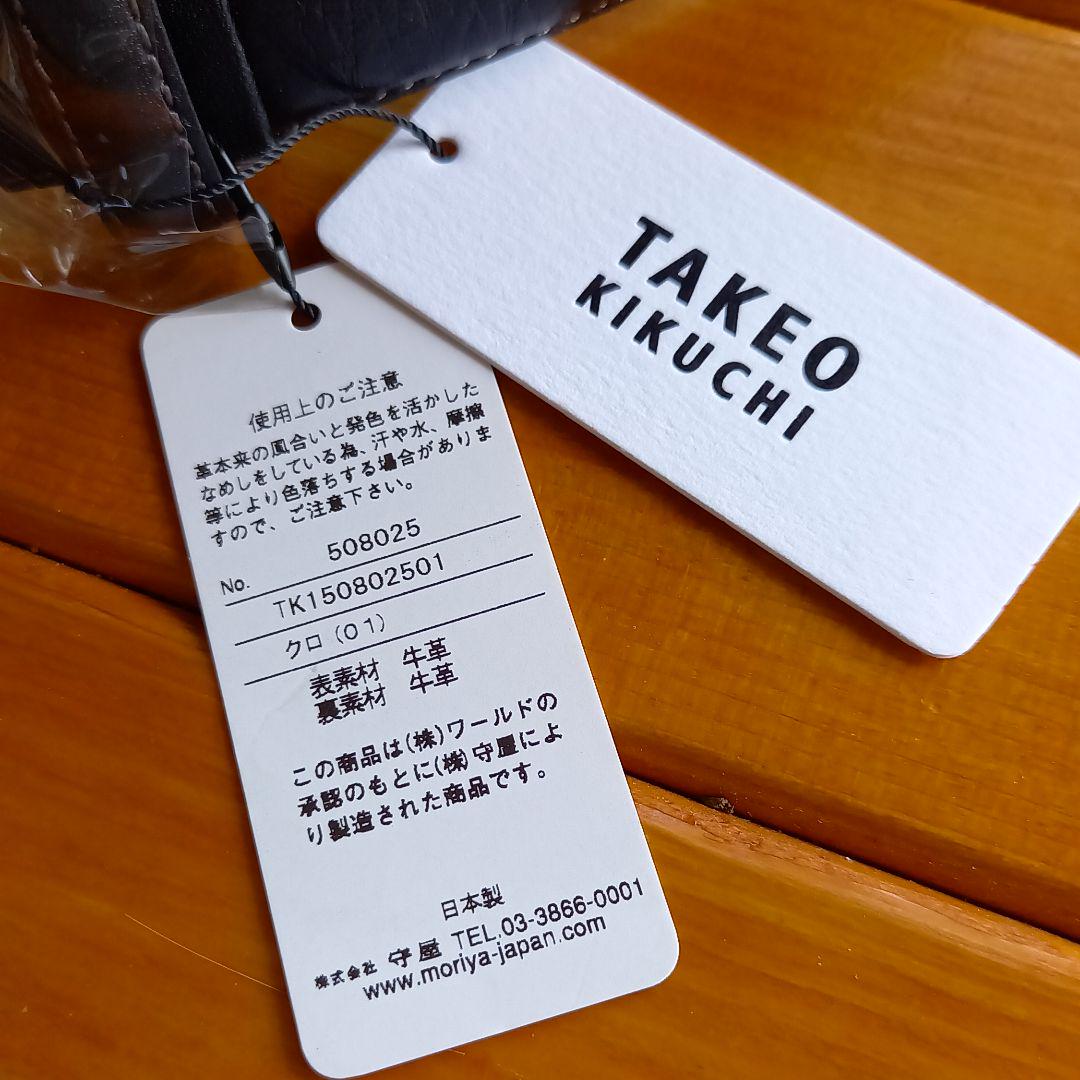 TAKEO
KIKUCHI
使用上のご注意
革本来の風合いと発色を活かした
なめしをしている為、汗や水、摩擦
等により色落ちする場合がありま
すので、ご注意下さい。
No. 508025
TK150802501
クロ(01)
表素材 牛革
裏素材 牛革
この商品は(株)ワールドの
承認のもとに(株)守屋によ
り製造された商品です。
日本製
株式会社 守屋 TEL.03-3866-0001
www.moriya-japan.com